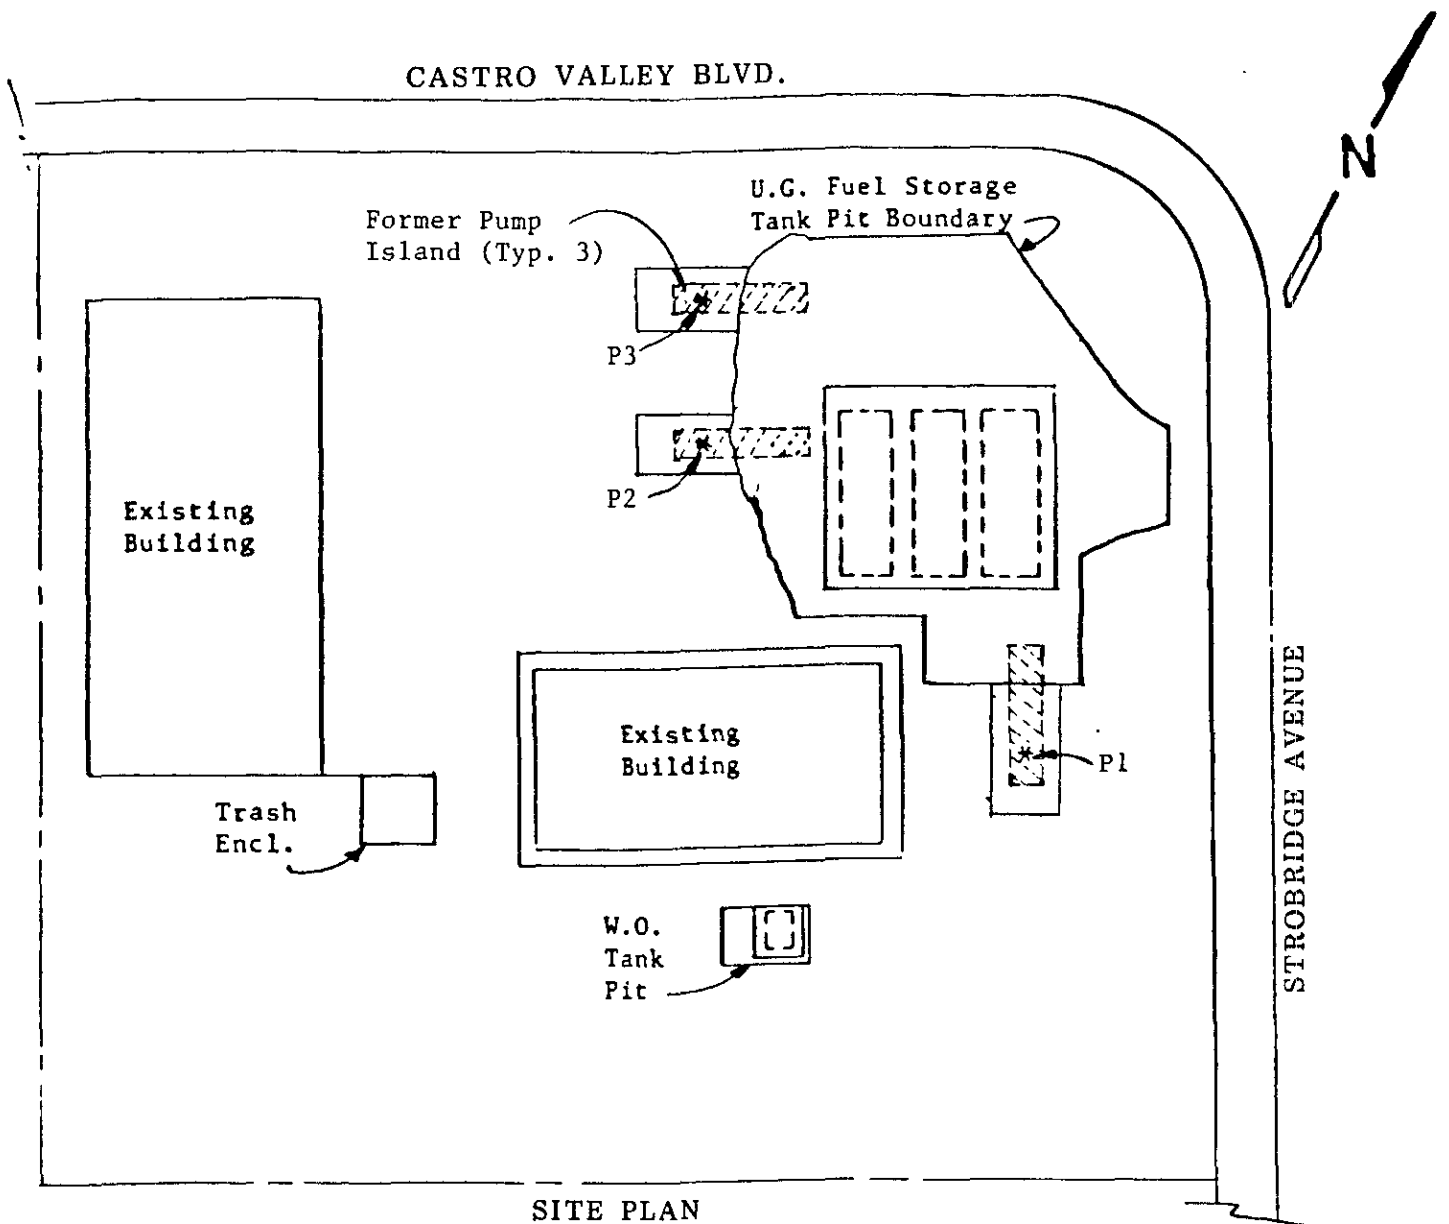 CASTRO VALLEY BLVD.
N
U.G. Fuel Storage
Tank Pit Boundary
Former Pump
Island (Typ. 3)
P3
P2
Existing
Building
Existing
Building
P1
STROBRIDGE AVENUE
Trash
Encl.
W.O.
Tank
Pit
SITE PLAN